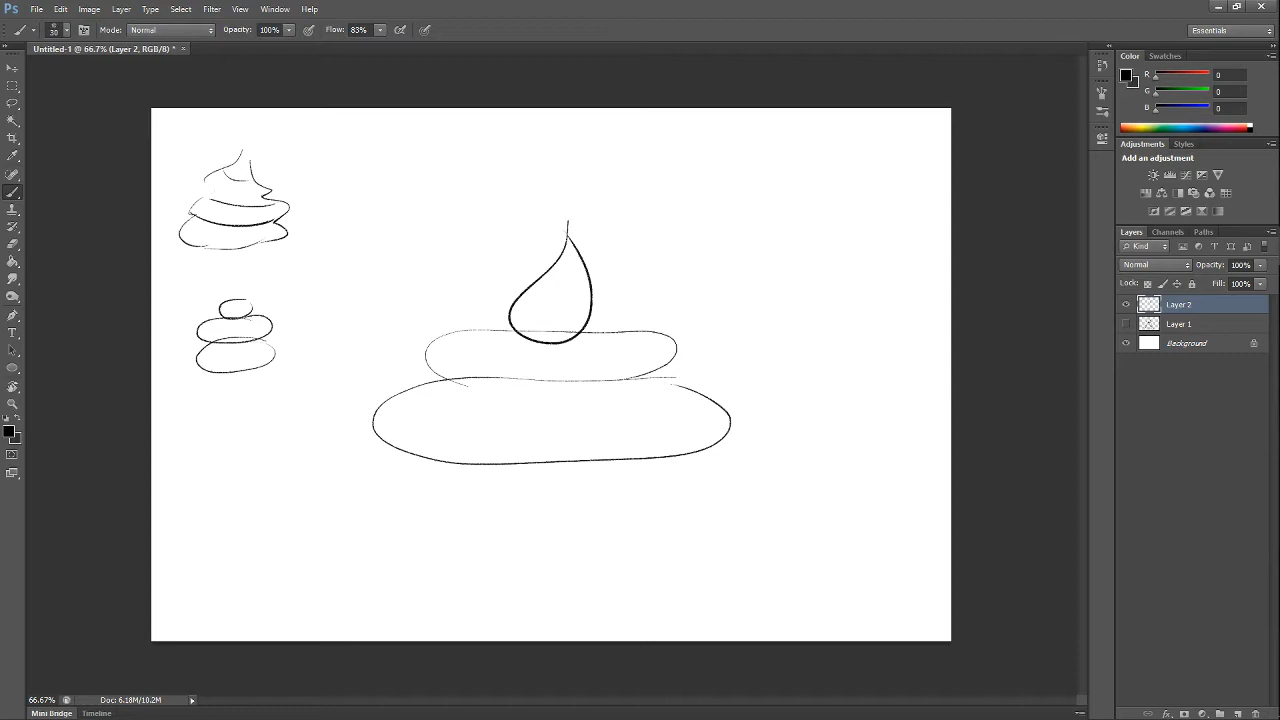 Ps File Edit Image Layer Type Select Filter View Window Help
30 Mode: Normal Opacity: 100% Flow: 83% Essentials
Untitled-1 @ 66.7% (Layer 2, RGB/8) * ×
Color Swatches
R 0
G 0
B 0
Adjustments Styles
Add an adjustment
Layers Channels Paths
Kind
Normal Opacity: 100%
Lock: Fill: 100%
Layer 2
Layer 1
Background
66.67% Doc: 6.18M/10.2M
Mini Bridge Timeline